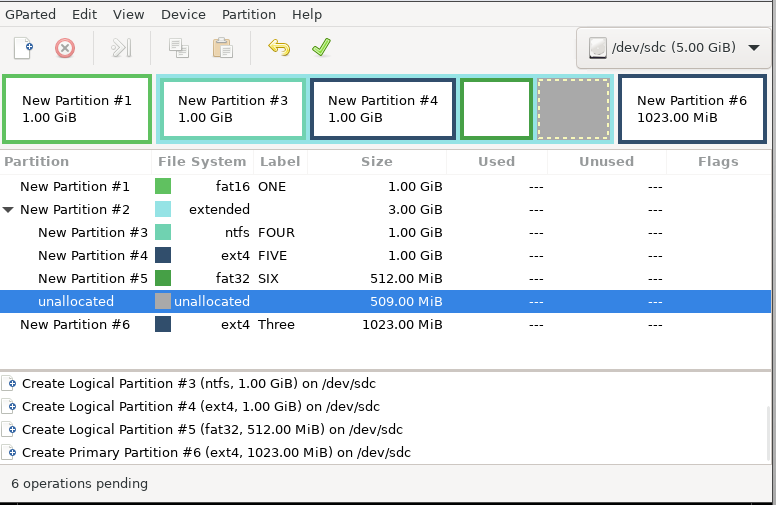 GParted Edit View Device Partition Help
/dev/sdc (5.00 GiB)
New Partition #1
1.00 GiB
New Partition #3
1.00 GiB
New Partition #4
1.00 GiB
New Partition #6
1023.00 MiB
Partition File System Label Size Used Unused Flags
New Partition #1 fat16 ONE 1.00 GiB --- ---
New Partition #2 extended 3.00 GiB --- ---
New Partition #3 ntfs FOUR 1.00 GiB --- ---
New Partition #4 ext4 FIVE 1.00 GiB --- ---
New Partition #5 fat32 SIX 512.00 MiB --- ---
unallocated unallocated 509.00 MiB --- ---
New Partition #6 ext4 Three 1023.00 MiB --- ---
Create Logical Partition #3 (ntfs, 1.00 GiB) on /dev/sdc
Create Logical Partition #4 (ext4, 1.00 GiB) on /dev/sdc
Create Logical Partition #5 (fat32, 512.00 MiB) on /dev/sdc
Create Primary Partition #6 (ext4, 1023.00 MiB) on /dev/sdc
6 operations pending